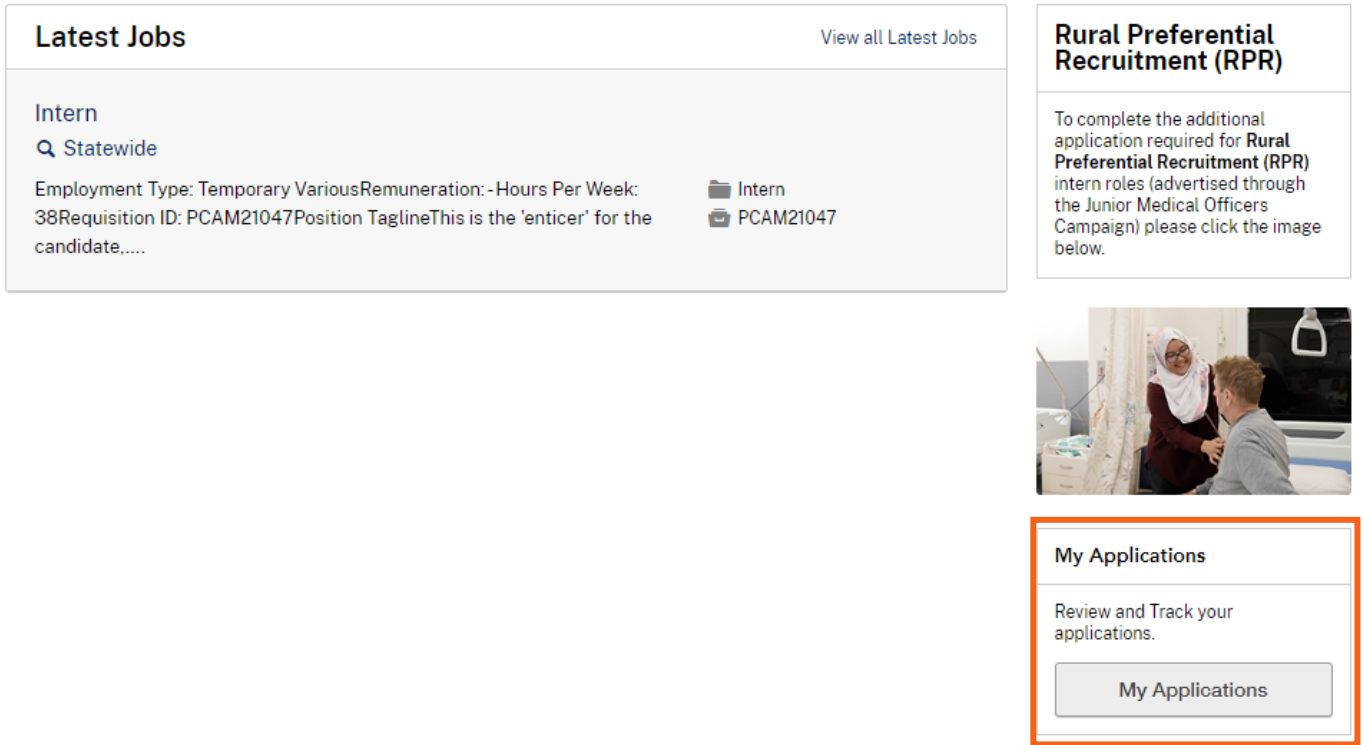 Latest Jobs
View all Latest Jobs
Intern
Statewide
Employment Type: Temporary VariousRemuneration: -Hours Per Week:
38Requisition ID: PCAM21047Position TaglineThis is the 'enticer' for the
candidate,....
Intern
PCAM21047
Rural Preferential
Recruitment (RPR)
To complete the additional
application required for Rural
Preferential Recruitment (RPR)
intern roles (advertised through
the Junior Medical Officers
Campaign) please click the image
below.
My Applications
Review and Track your
applications.
My Applications